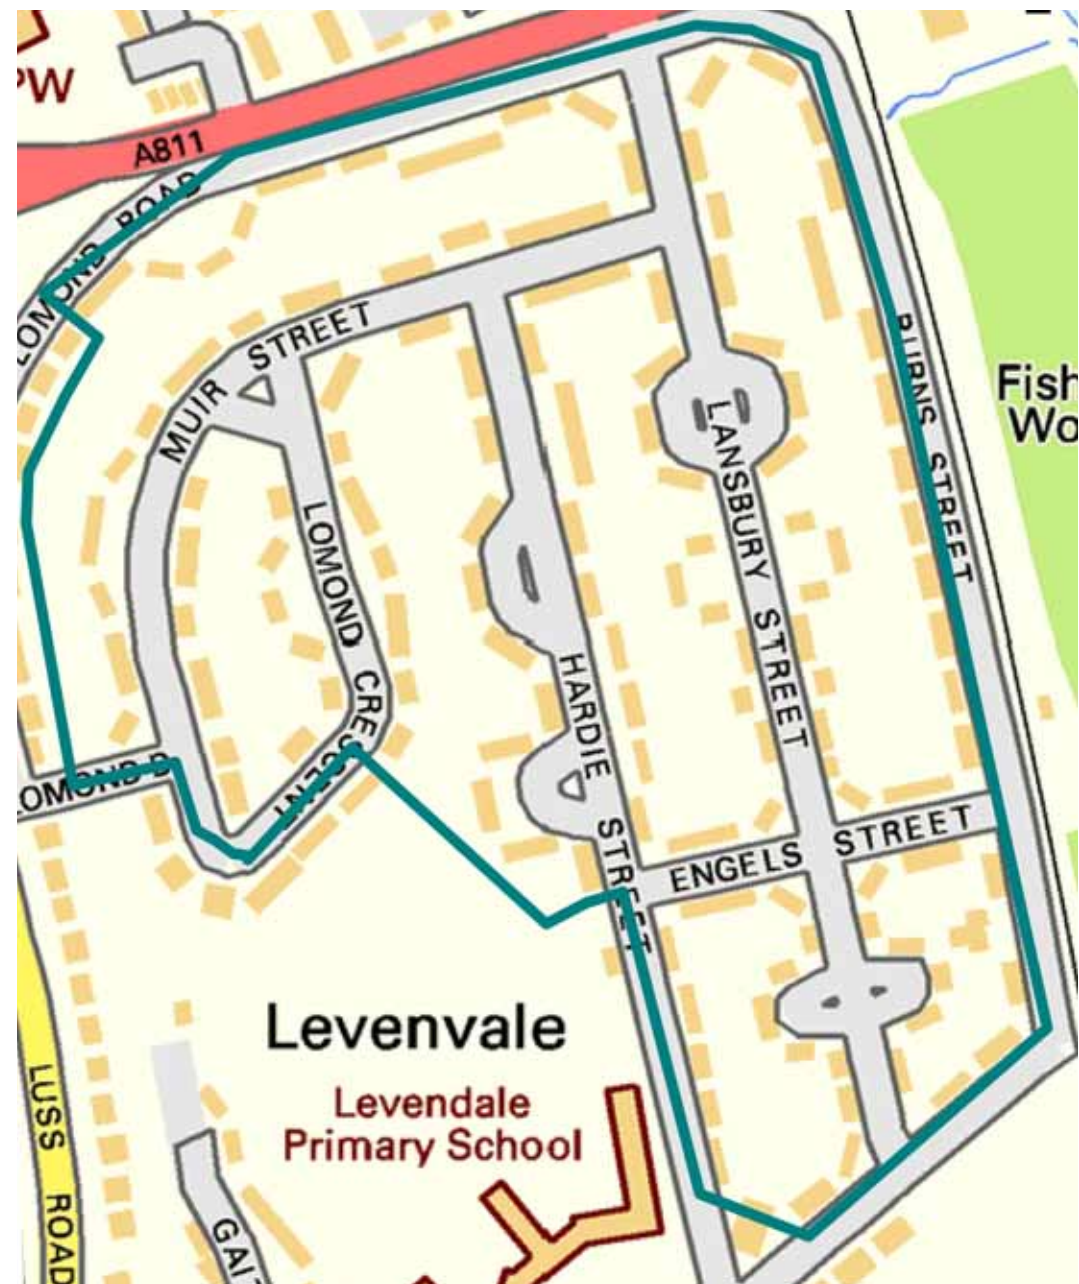 PW
A811
LOMOND ROAD
MUIR STREET
LOMOND CRESCENT
LANSBURY STREET
BURNS STREET
Fish
Wo
HARDIE STREET
LOMOND
ENGELS STREET
Levenvale
Levendale
Primary School
LUSS ROAD